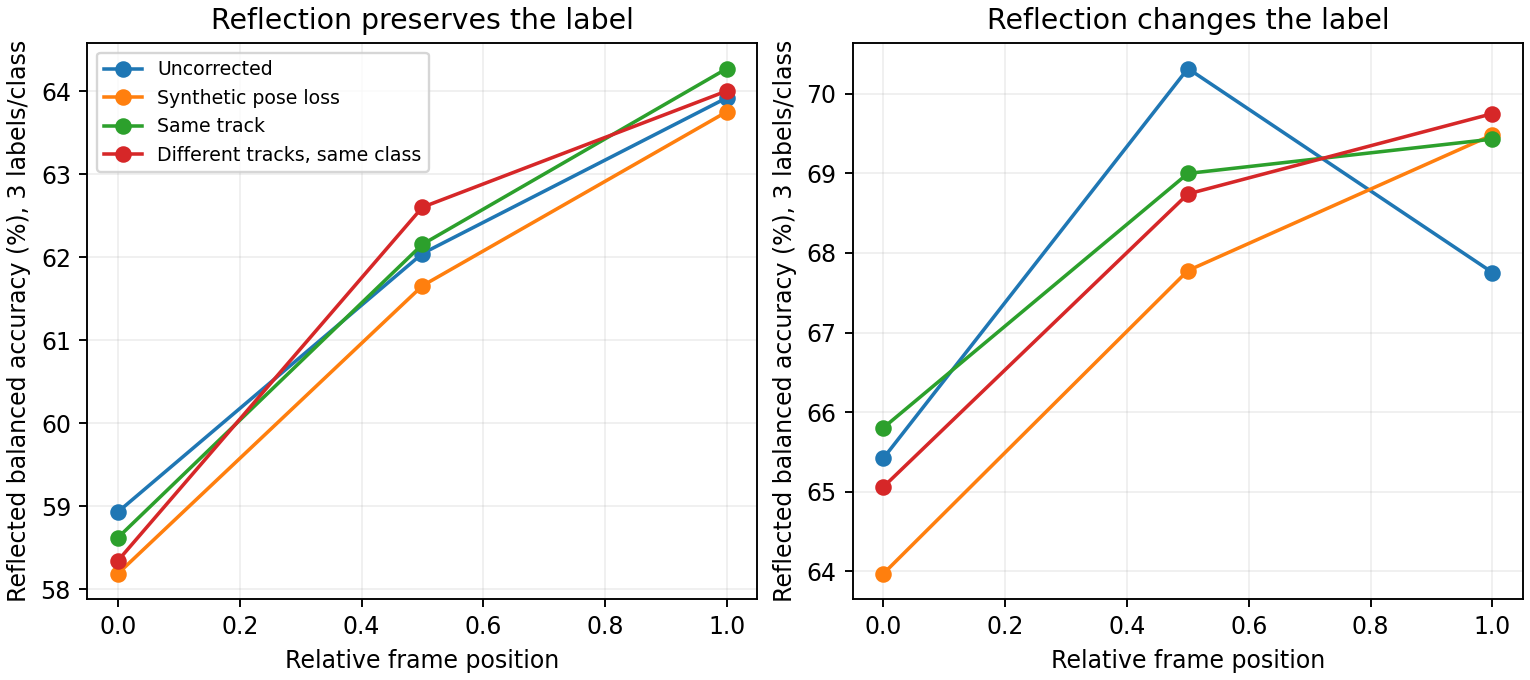 Reflection preserves the label
Reflected balanced accuracy (%), 3 labels/class
64
63
62
61
60
59
58
Uncorrected
Synthetic pose loss
Same track
Different tracks, same class
0.0 0.2 0.4 0.6 0.8 1.0
Relative frame position
Reflection changes the label
Reflected balanced accuracy (%), 3 labels/class
70
69
68
67
66
65
64
0.0 0.2 0.4 0.6 0.8 1.0
Relative frame position